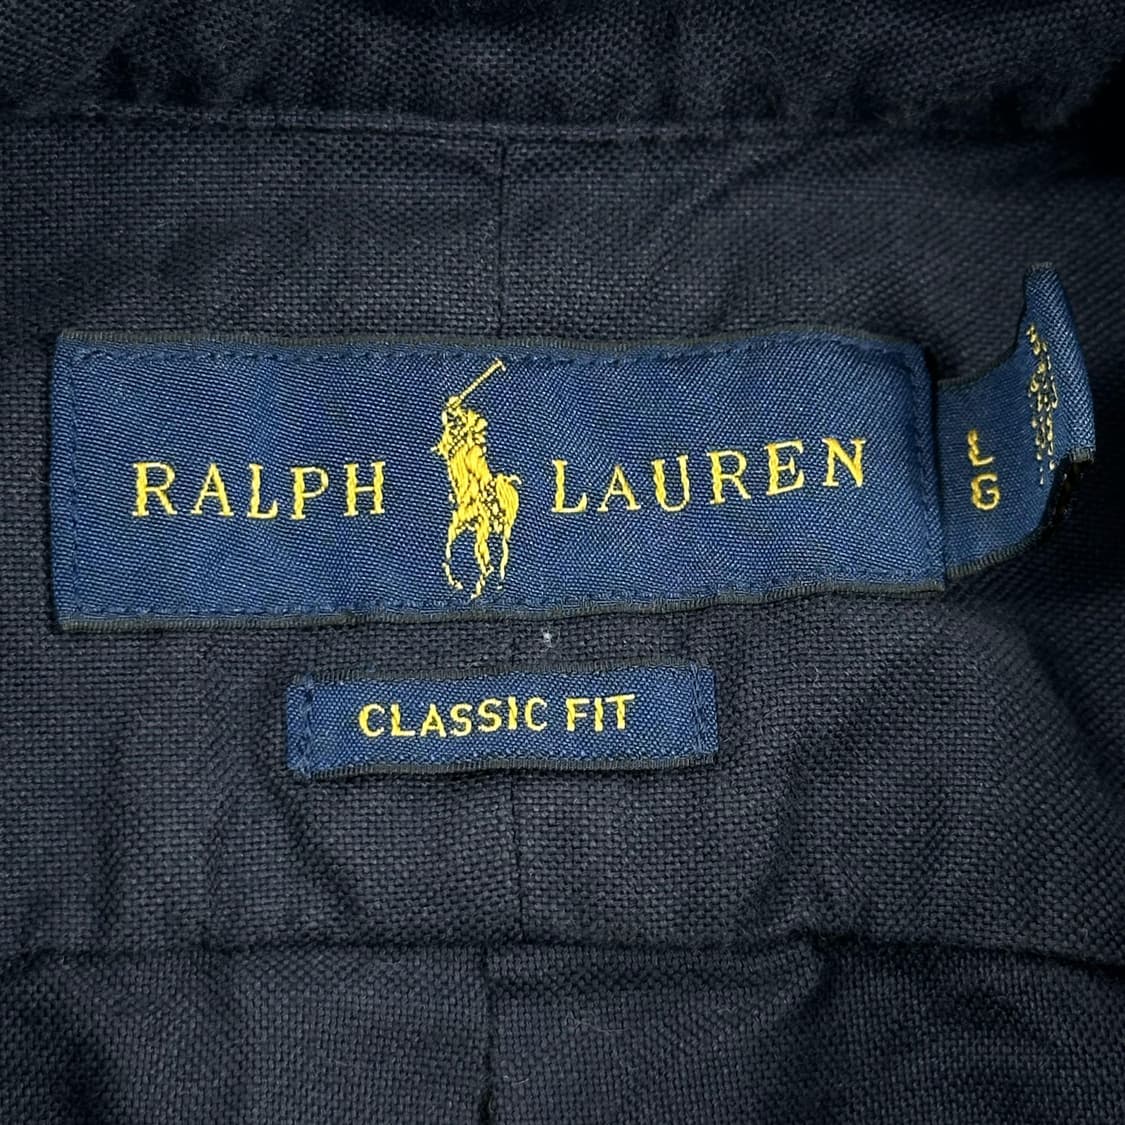 RALPH LAUREN
L
G
CLASSIC FIT